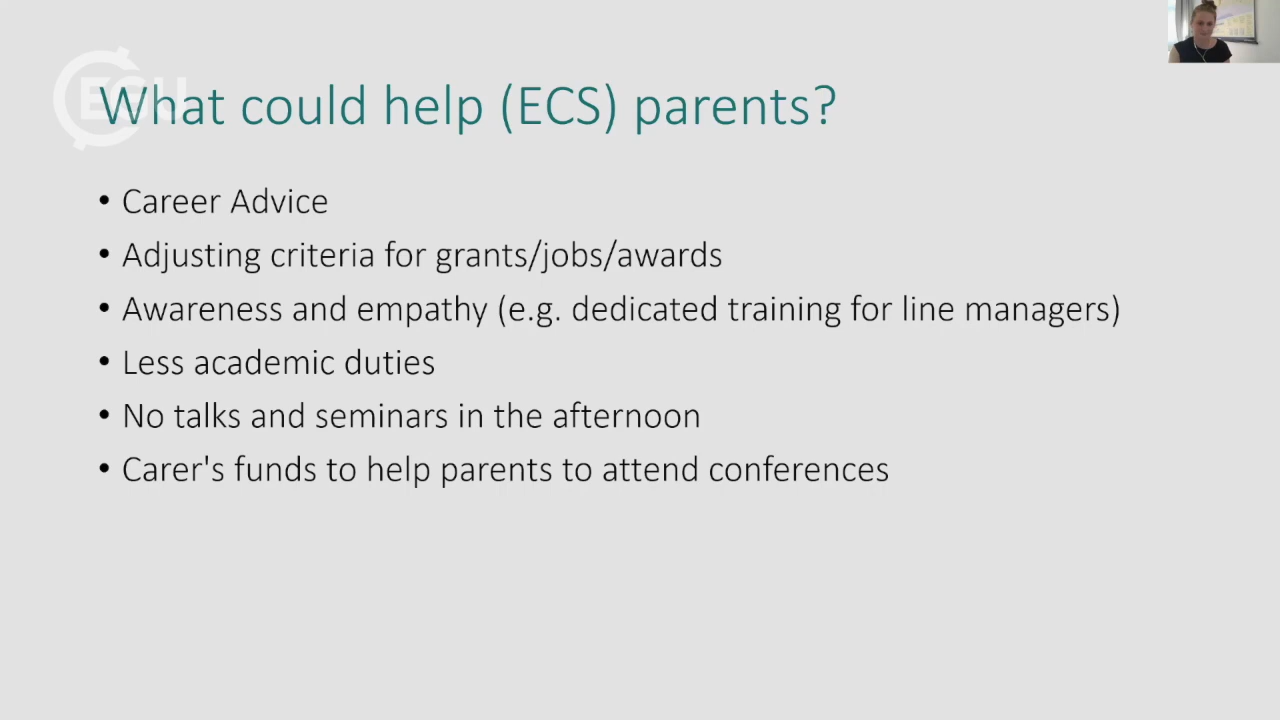 EGU
What could help (ECS) parents?
• Career Advice
• Adjusting criteria for grants/jobs/awards
• Awareness and empathy (e.g. dedicated training for line managers)
• Less academic duties
• No talks and seminars in the afternoon
• Carer's funds to help parents to attend conferences